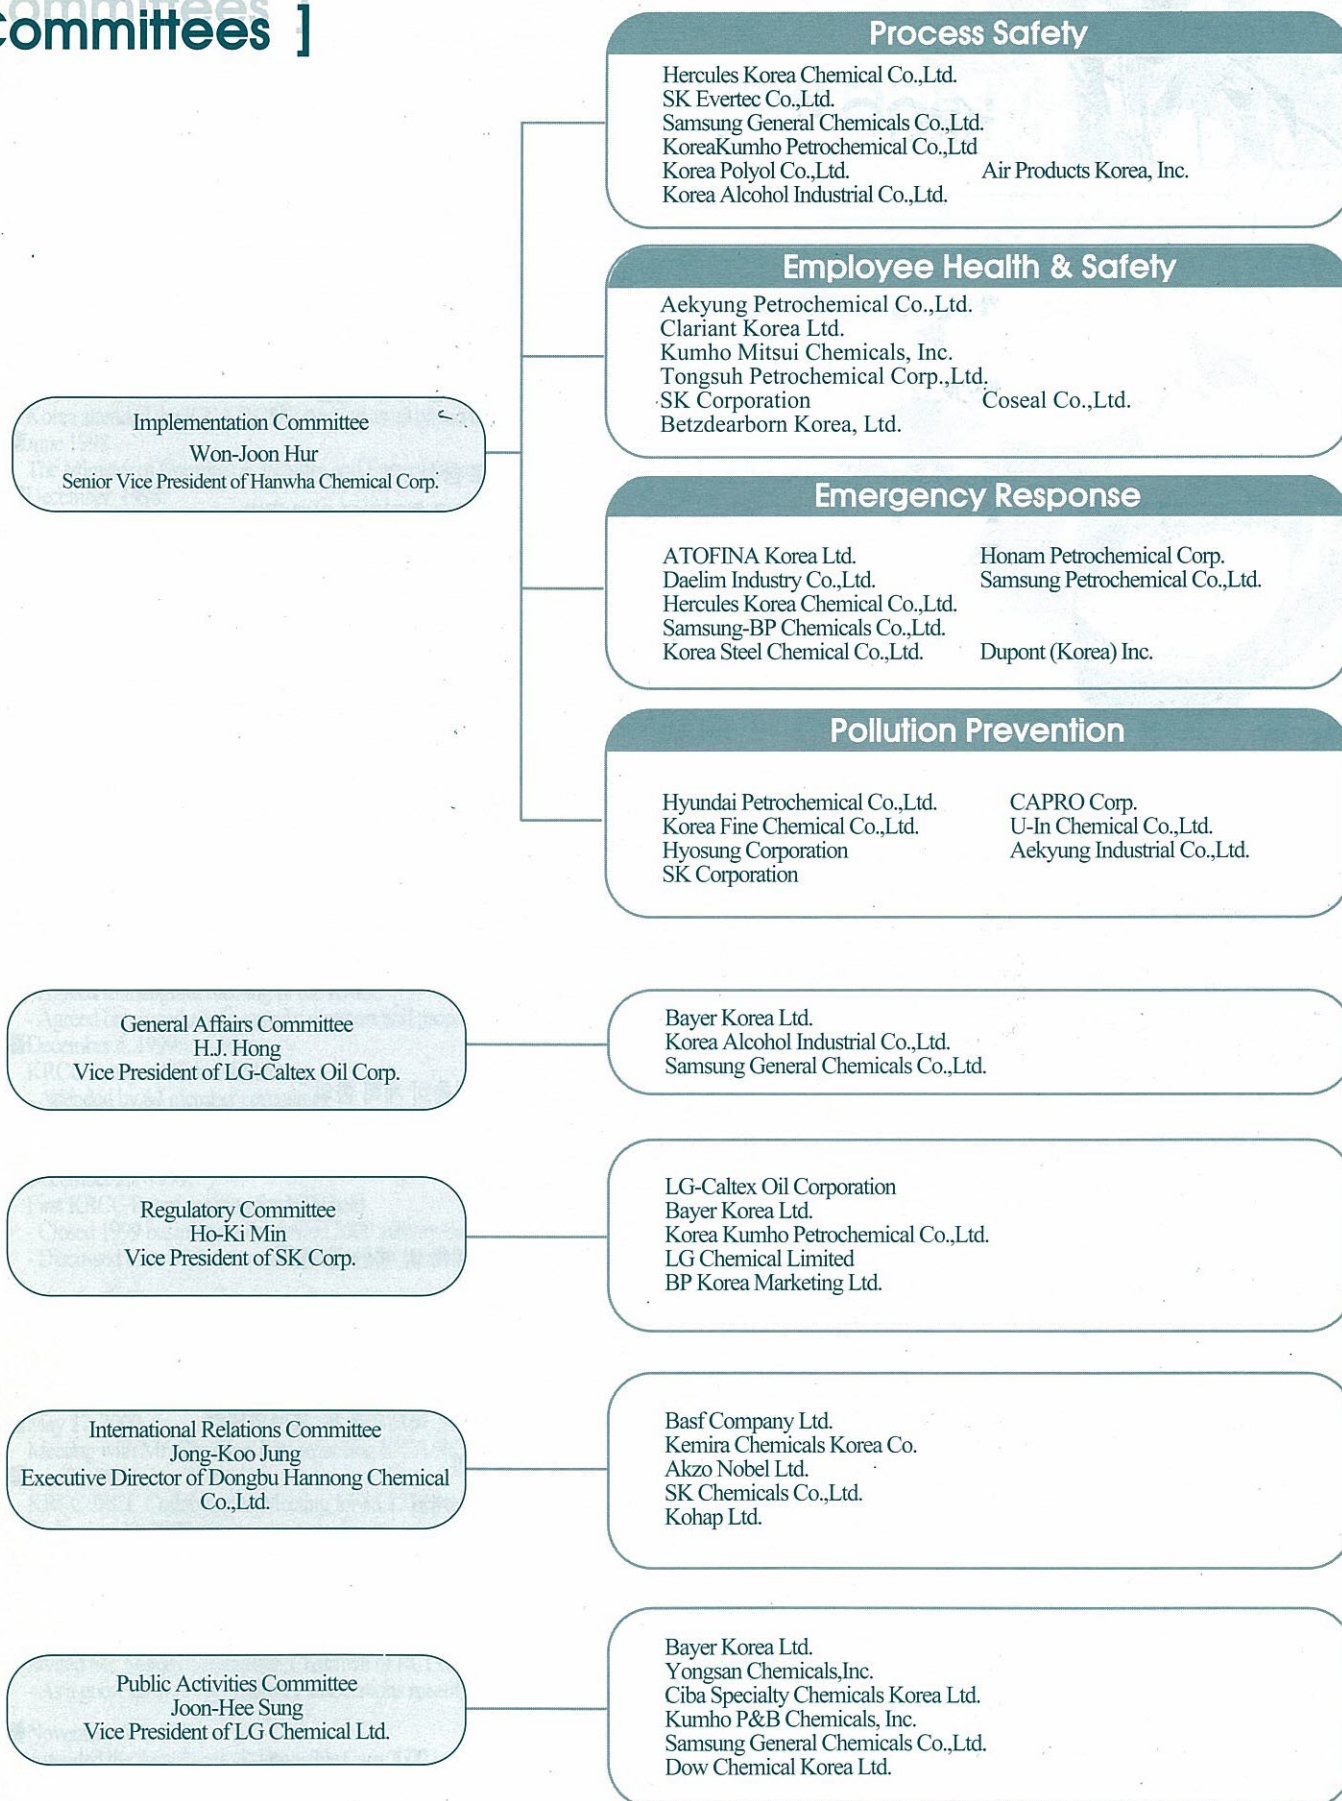 Committees ]
Process Safety
Hercules Korea Chemical Co.,Ltd.
SK Evertec Co.,Ltd.
Samsung General Chemicals Co.,Ltd.
KoreaKumho Petrochemical Co.,Ltd
Korea Polyol Co.,Ltd. Air Products Korea, Inc.
Korea Alcohol Industrial Co.,Ltd.
Employee Health & Safety
Aekyung Petrochemical Co.,Ltd.
Clariant Korea Ltd.
Kumho Mitsui Chemicals, Inc.
Tongsuh Petrochemical Corp.,Ltd.
SK Corporation Coseal Co.,Ltd.
Betzdearborn Korea, Ltd.
Implementation Committee
Won-Joon Hur
Senior Vice President of Hanwha Chemical Corp.
Emergency Response
ATOFINA Korea Ltd. Honam Petrochemical Corp.
Daelim Industry Co.,Ltd. Samsung Petrochemical Co.,Ltd.
Hercules Korea Chemical Co.,Ltd.
Samsung-BP Chemicals Co.,Ltd.
Korea Steel Chemical Co.,Ltd. Dupont (Korea) Inc.
Pollution Prevention
Hyundai Petrochemical Co.,Ltd. CAPRO Corp.
Korea Fine Chemical Co.,Ltd. U-In Chemical Co.,Ltd.
Hyosung Corporation Aekyung Industrial Co.,Ltd.
SK Corporation
General Affairs Committee
H.J. Hong
Vice President of LG-Caltex Oil Corp.
Bayer Korea Ltd.
Korea Alcohol Industrial Co.,Ltd.
Samsung General Chemicals Co.,Ltd.
Regulatory Committee
Ho-Ki Min
Vice President of SK Corp.
LG-Caltex Oil Corporation
Bayer Korea Ltd.
Korea Kumho Petrochemical Co.,Ltd.
LG Chemical Limited
BP Korea Marketing Ltd.
International Relations Committee
Jong-Koo Jung
Executive Director of Dongbu Hannong Chemical
Co.,Ltd.
Basf Company Ltd.
Kemira Chemicals Korea Co.
Akzo Nobel Ltd.
SK Chemicals Co.,Ltd.
Kohap Ltd.
Public Activities Committee
Joon-Hee Sung
Vice President of LG Chemical Ltd.
Bayer Korea Ltd.
Yongsan Chemicals,Inc.
Ciba Specialty Chemicals Korea Ltd.
Kumho P&B Chemicals, Inc.
Samsung General Chemicals Co.,Ltd.
Dow Chemical Korea Ltd.